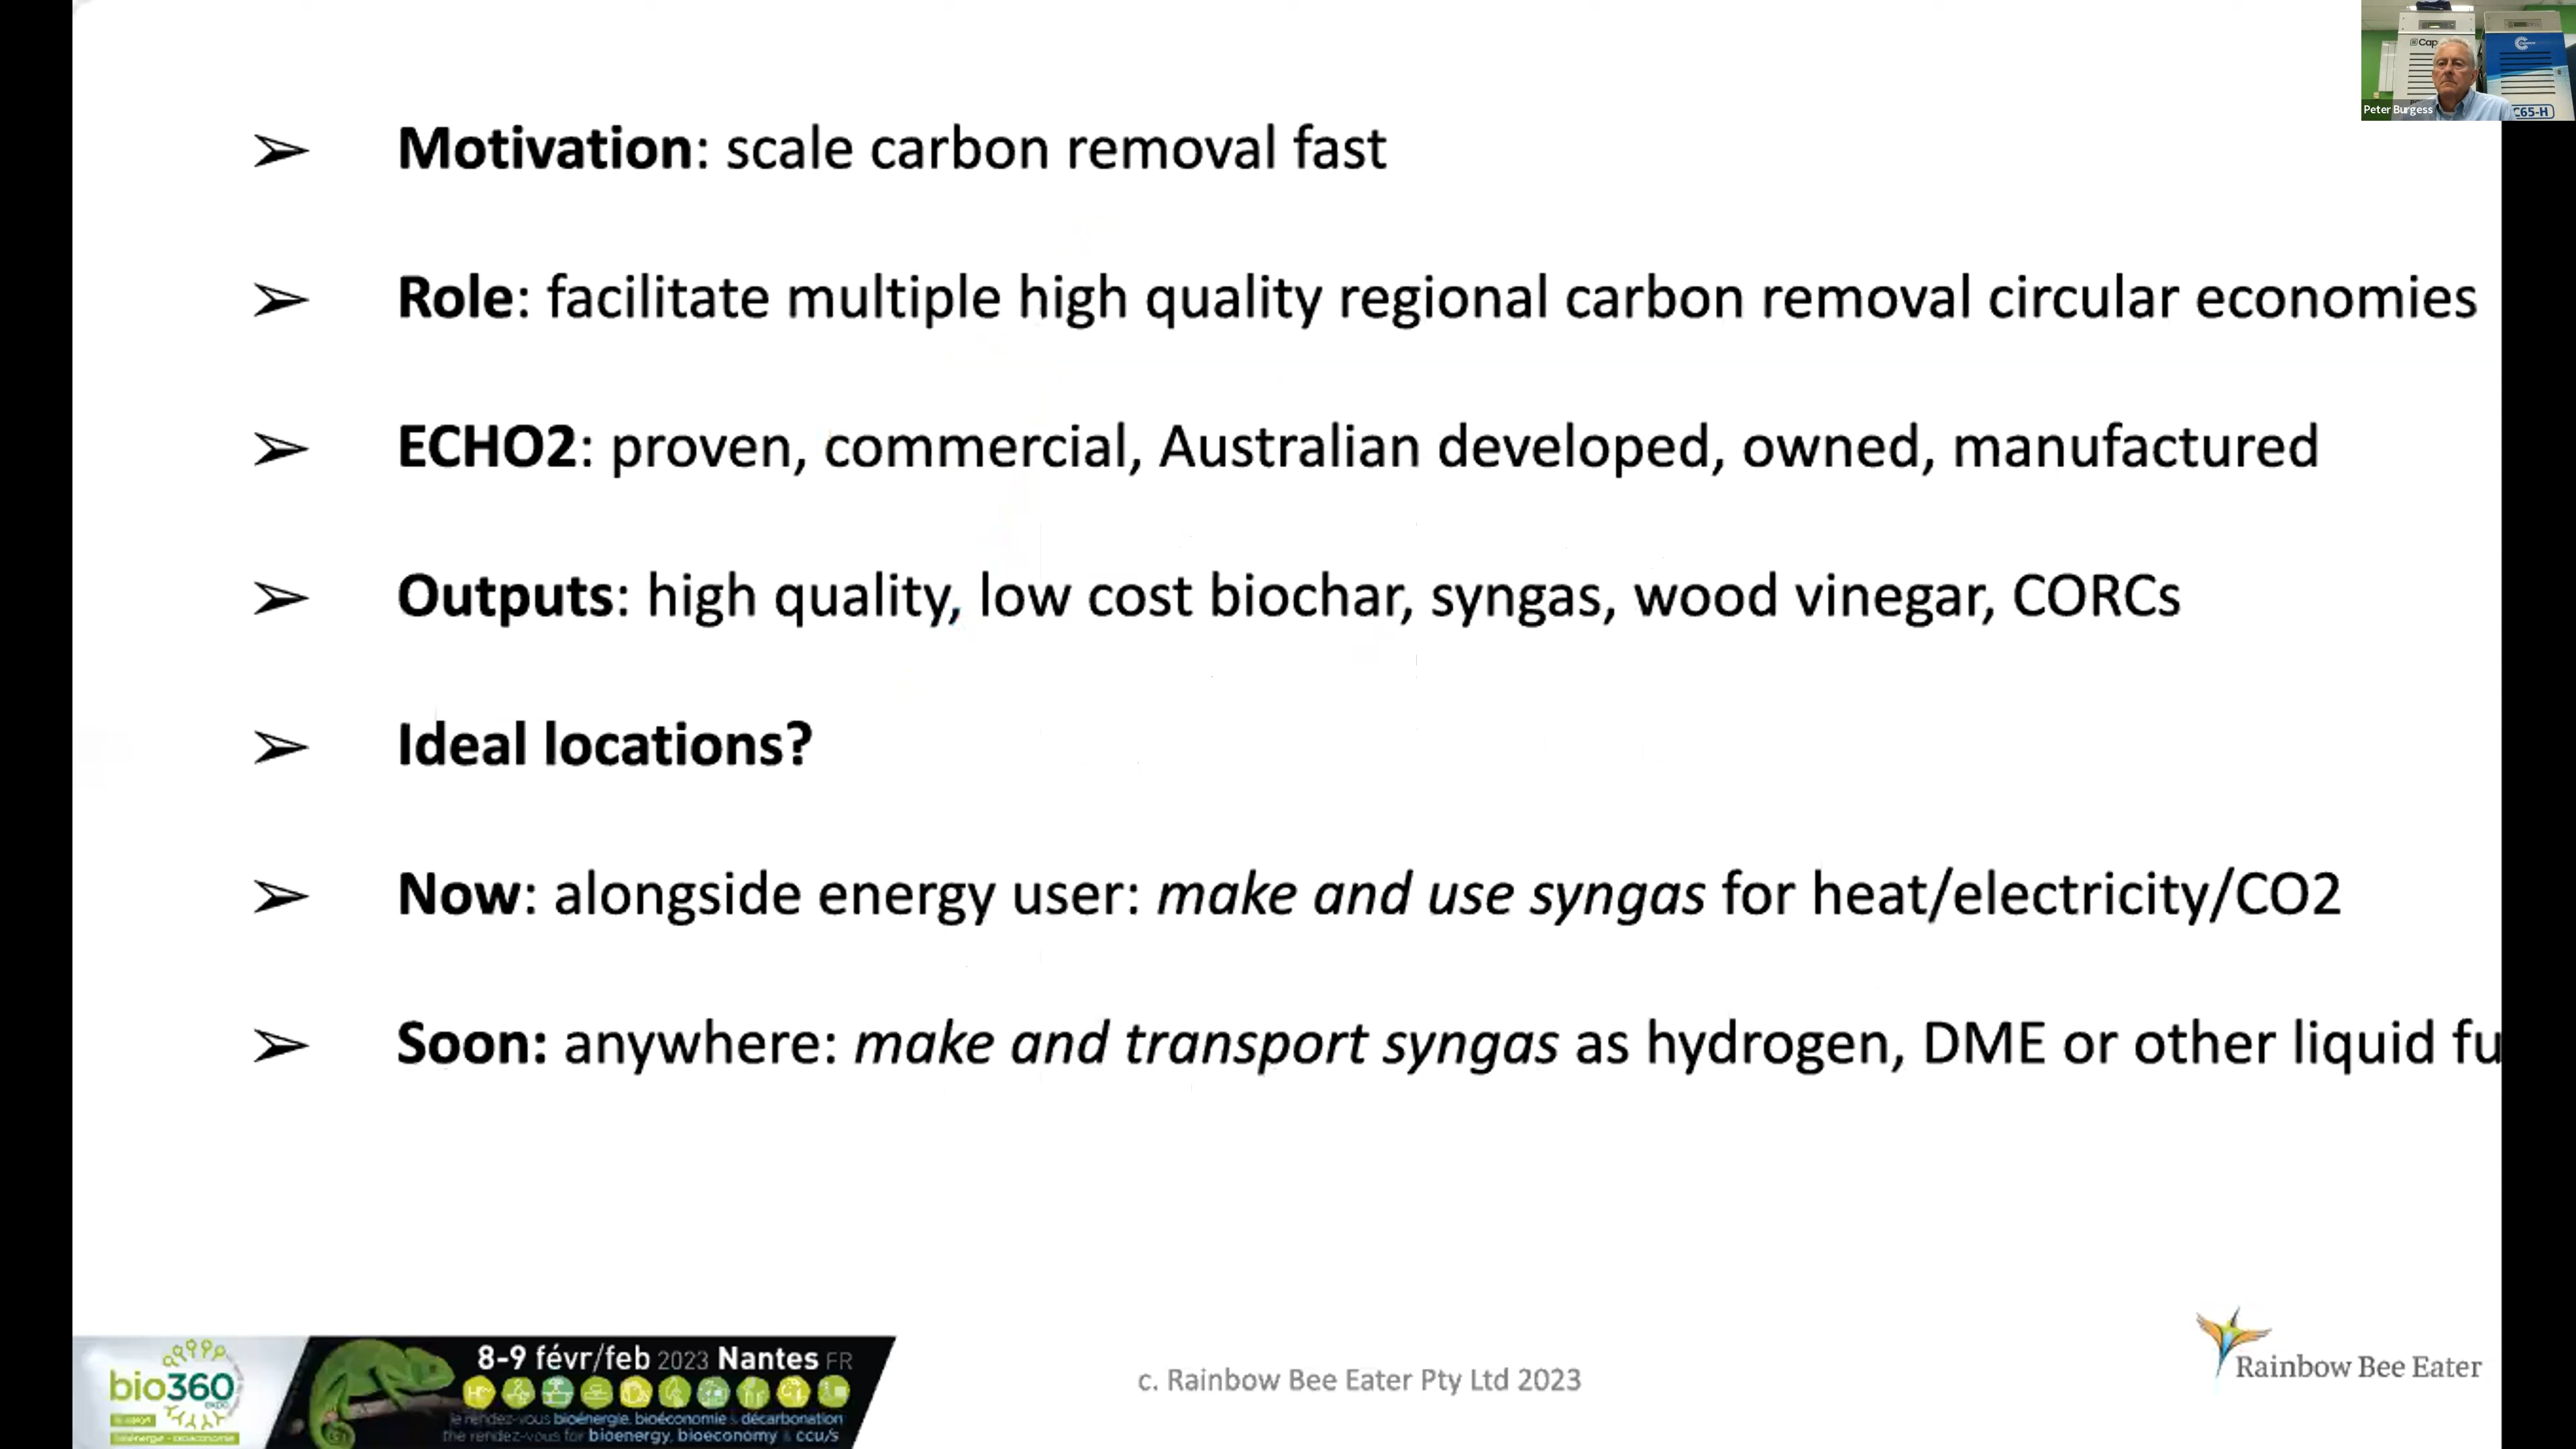 Cap
C65-H
Peter Burgess
➢ Motivation: scale carbon removal fast
➢ Role: facilitate multiple high quality regional carbon removal circular economies
➢ ECHO2: proven, commercial, Australian developed, owned, manufactured
➢ Outputs: high quality, low cost biochar, syngas, wood vinegar, CORCs
➢ Ideal locations?
➢ Now: alongside energy user: make and use syngas for heat/electricity/CO2
➢ Soon: anywhere: make and transport syngas as hydrogen, DME or other liquid fu
bio360
expo
8-9 févr/feb 2023 Nantes FR
le rendez-vous bioénergie, bioéconomie & décarbonation
the rendez-vous for bioenergy, bioeconomy & ccu/s
c. Rainbow Bee Eater Pty Ltd 2023
Rainbow Bee Eater